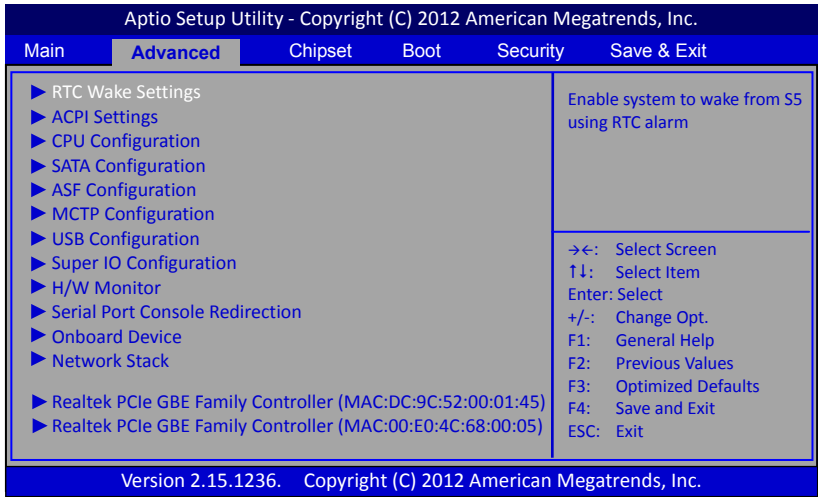 Aptio Setup Utility - Copyright (C) 2012 American Megatrends, Inc.
Main Advanced Chipset Boot Security Save & Exit
▶ RTC Wake Settings
▶ ACPI Settings
▶ CPU Configuration
▶ SATA Configuration
▶ ASF Configuration
▶ MCTP Configuration
▶ USB Configuration
▶ Super IO Configuration
▶ H/W Monitor
▶ Serial Port Console Redirection
▶ Onboard Device
▶ Network Stack
▶ Realtek PCIe GBE Family Controller (MAC:DC:9C:52:00:01:45)
▶ Realtek PCIe GBE Family Controller (MAC:00:E0:4C:68:00:05)
Enable system to wake from S5
using RTC alarm
→←: Select Screen
↑↓: Select Item
Enter: Select
+/-: Change Opt.
F1: General Help
F2: Previous Values
F3: Optimized Defaults
F4: Save and Exit
ESC: Exit
Version 2.15.1236. Copyright (C) 2012 American Megatrends, Inc.